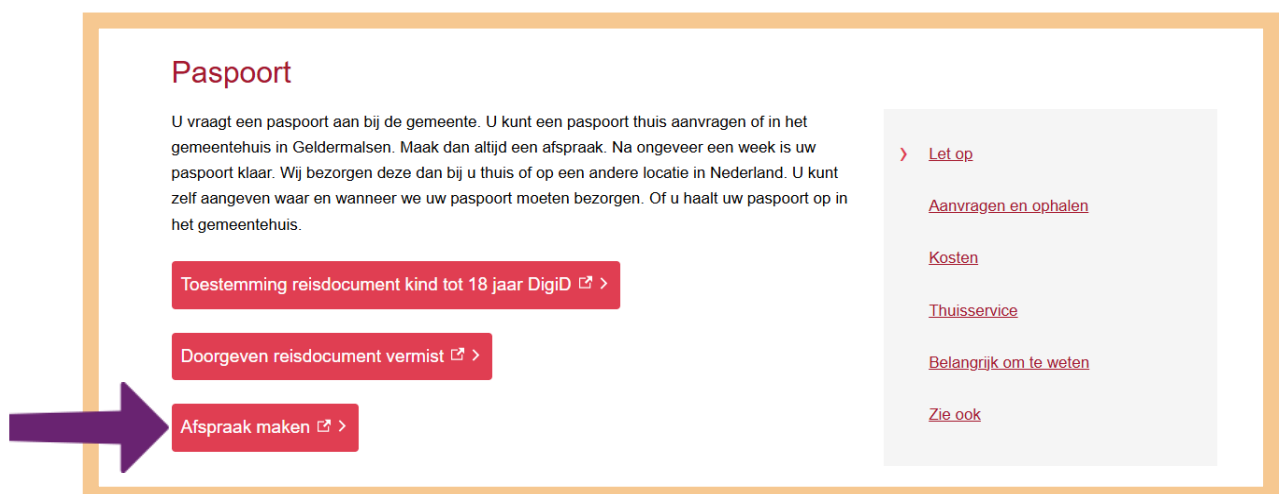 Paspoort
U vraagt een paspoort aan bij de gemeente. U kunt een paspoort thuis aanvragen of in het
gemeentehuis in Geldermalsen. Maak dan altijd een afspraak. Na ongeveer een week is uw
paspoort klaar. Wij bezorgen deze dan bij u thuis of op een andere locatie in Nederland. U kunt
zelf aangeven waar en wanneer we uw paspoort moeten bezorgen. Of u haalt uw paspoort op in
het gemeentehuis.
Toestemming reisdocument kind tot 18 jaar DigiD
Doorgeven reisdocument vermist
Afspraak maken
Let op
Aanvragen en ophalen
Kosten
Thuisservice
Belangrijk om te weten
Zie ook